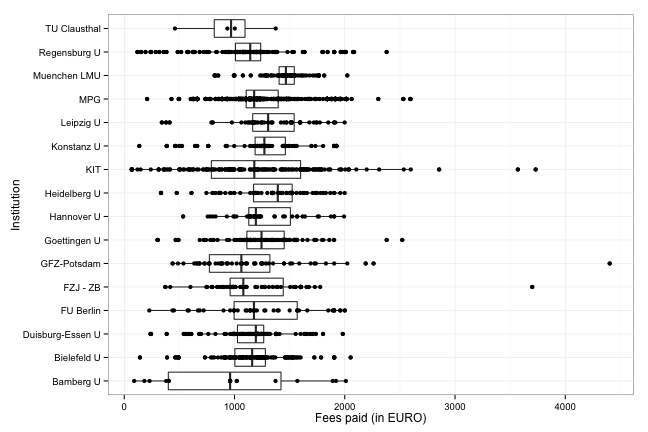 TU Clausthal
Regensburg U
Muenchen LMU
MPG
Leipzig U
Konstanz U
KIT
Heidelberg U
Hannover U
Goettingen U
GFZ-Potsdam
FZJ - ZB
FU Berlin
Duisburg-Essen U
Bielefeld U
Bamberg U
Institution
0 1000 2000 3000 4000
Fees paid (in EURO)